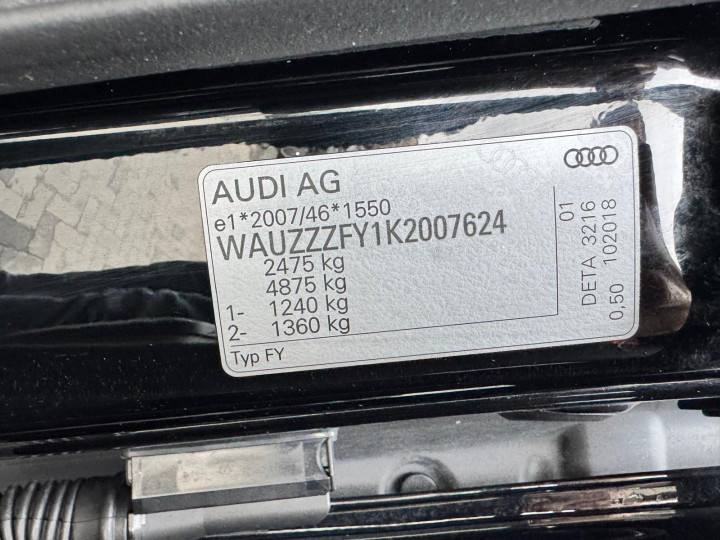 AUDI AG
e1*2007/46*1550
WAUZZZFY1K2007624
2475 kg
4875 kg
1- 1240 kg
2- 1360 kg
Typ FY
01
DETA 3216
0,50 102018